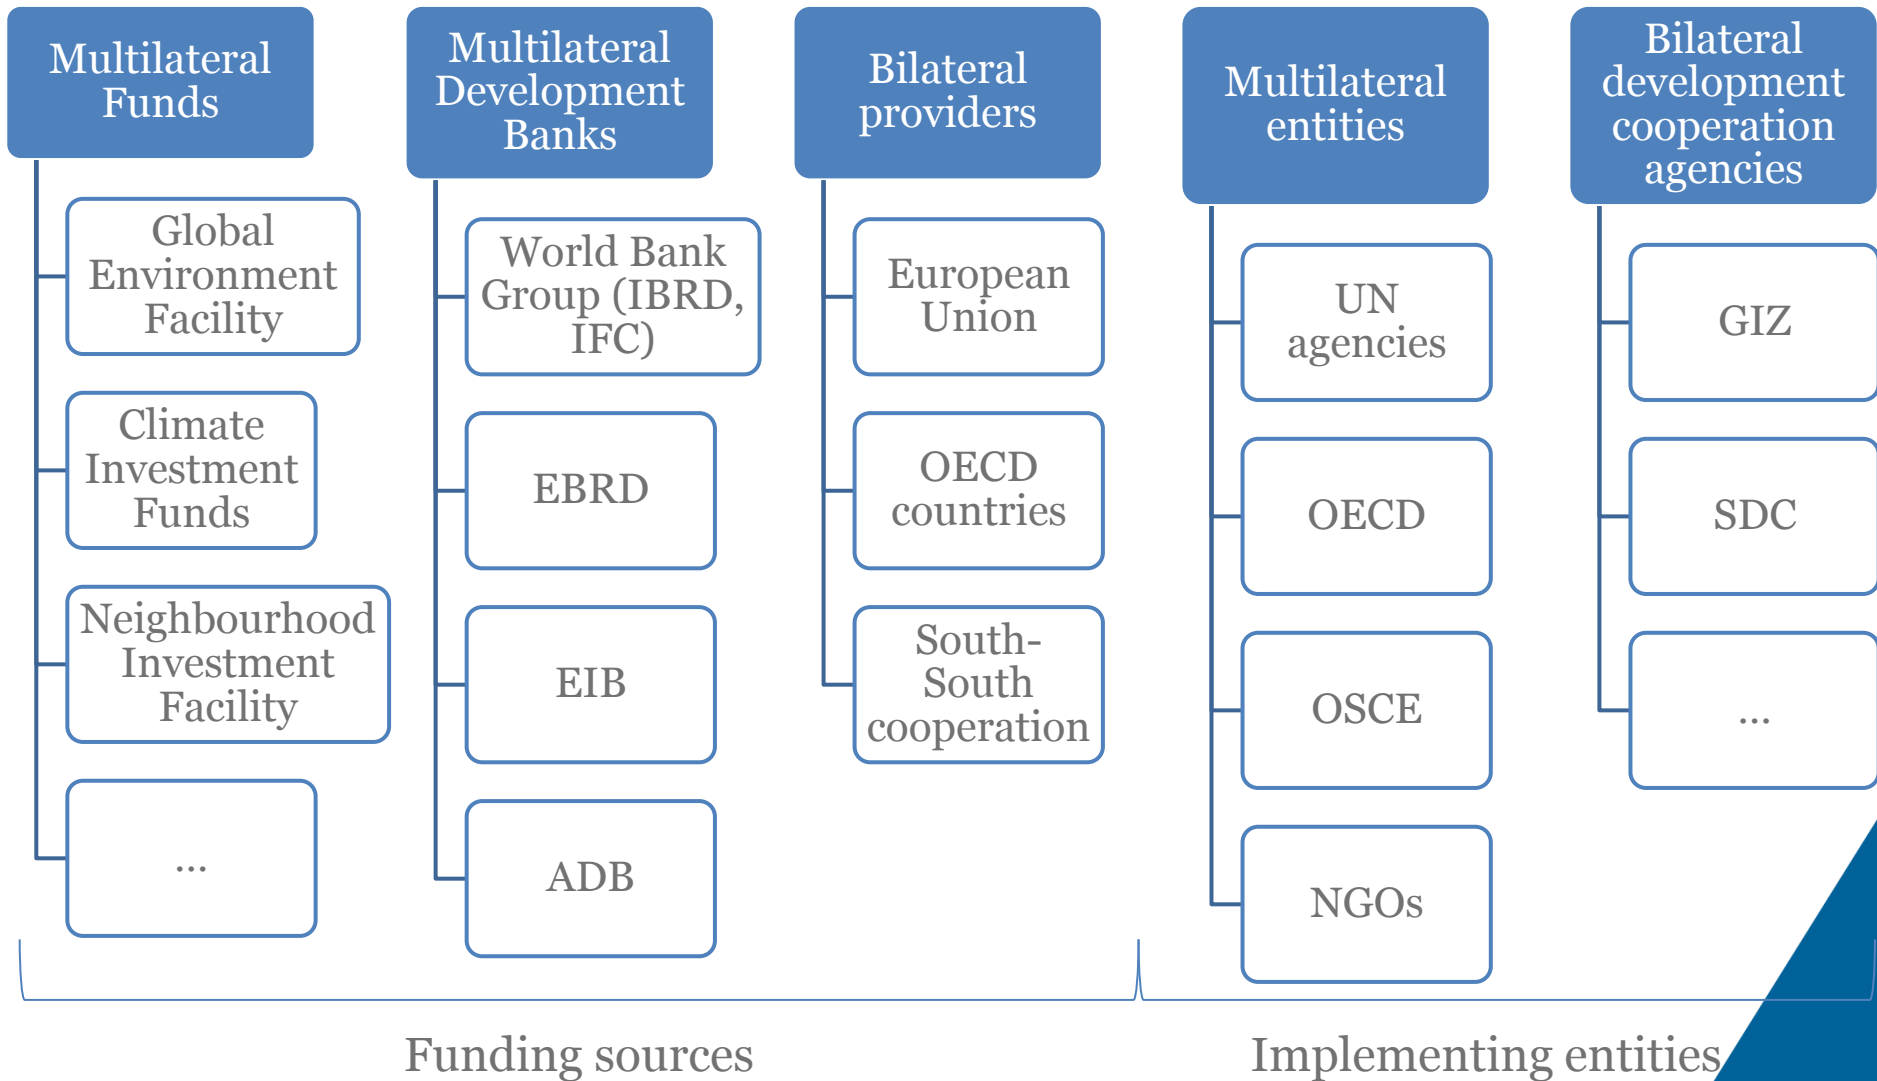 Multilateral
Funds
Global
Environment
Facility
Climate
Investment
Funds
Neighbourhood
Investment
Facility
...
Multilateral
Development
Banks
World Bank
Group (IBRD,
IFC)
EBRD
EIB
ADB
Bilateral
providers
European
Union
OECD
countries
South-
South
cooperation
Multilateral
entities
UN
agencies
OECD
OSCE
NGOs
Bilateral
development
cooperation
agencies
GIZ
SDC
...
Funding sources
Implementing entities